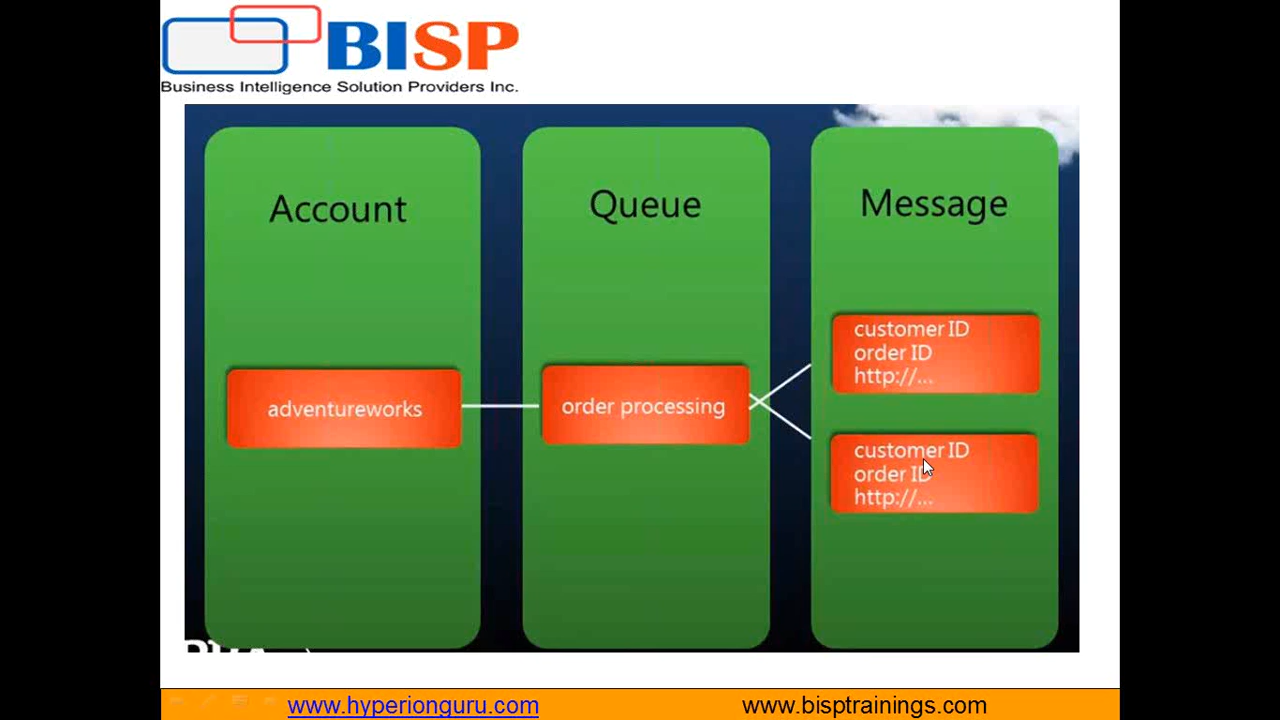 BISP
Business Intelligence Solution Providers Inc.
Account
Queue
Message
adventureworks
order processing
customer ID
order ID
http://...
customer ID
order ID
http://...
www.hyperionguru.com
www.bisptrainings.com